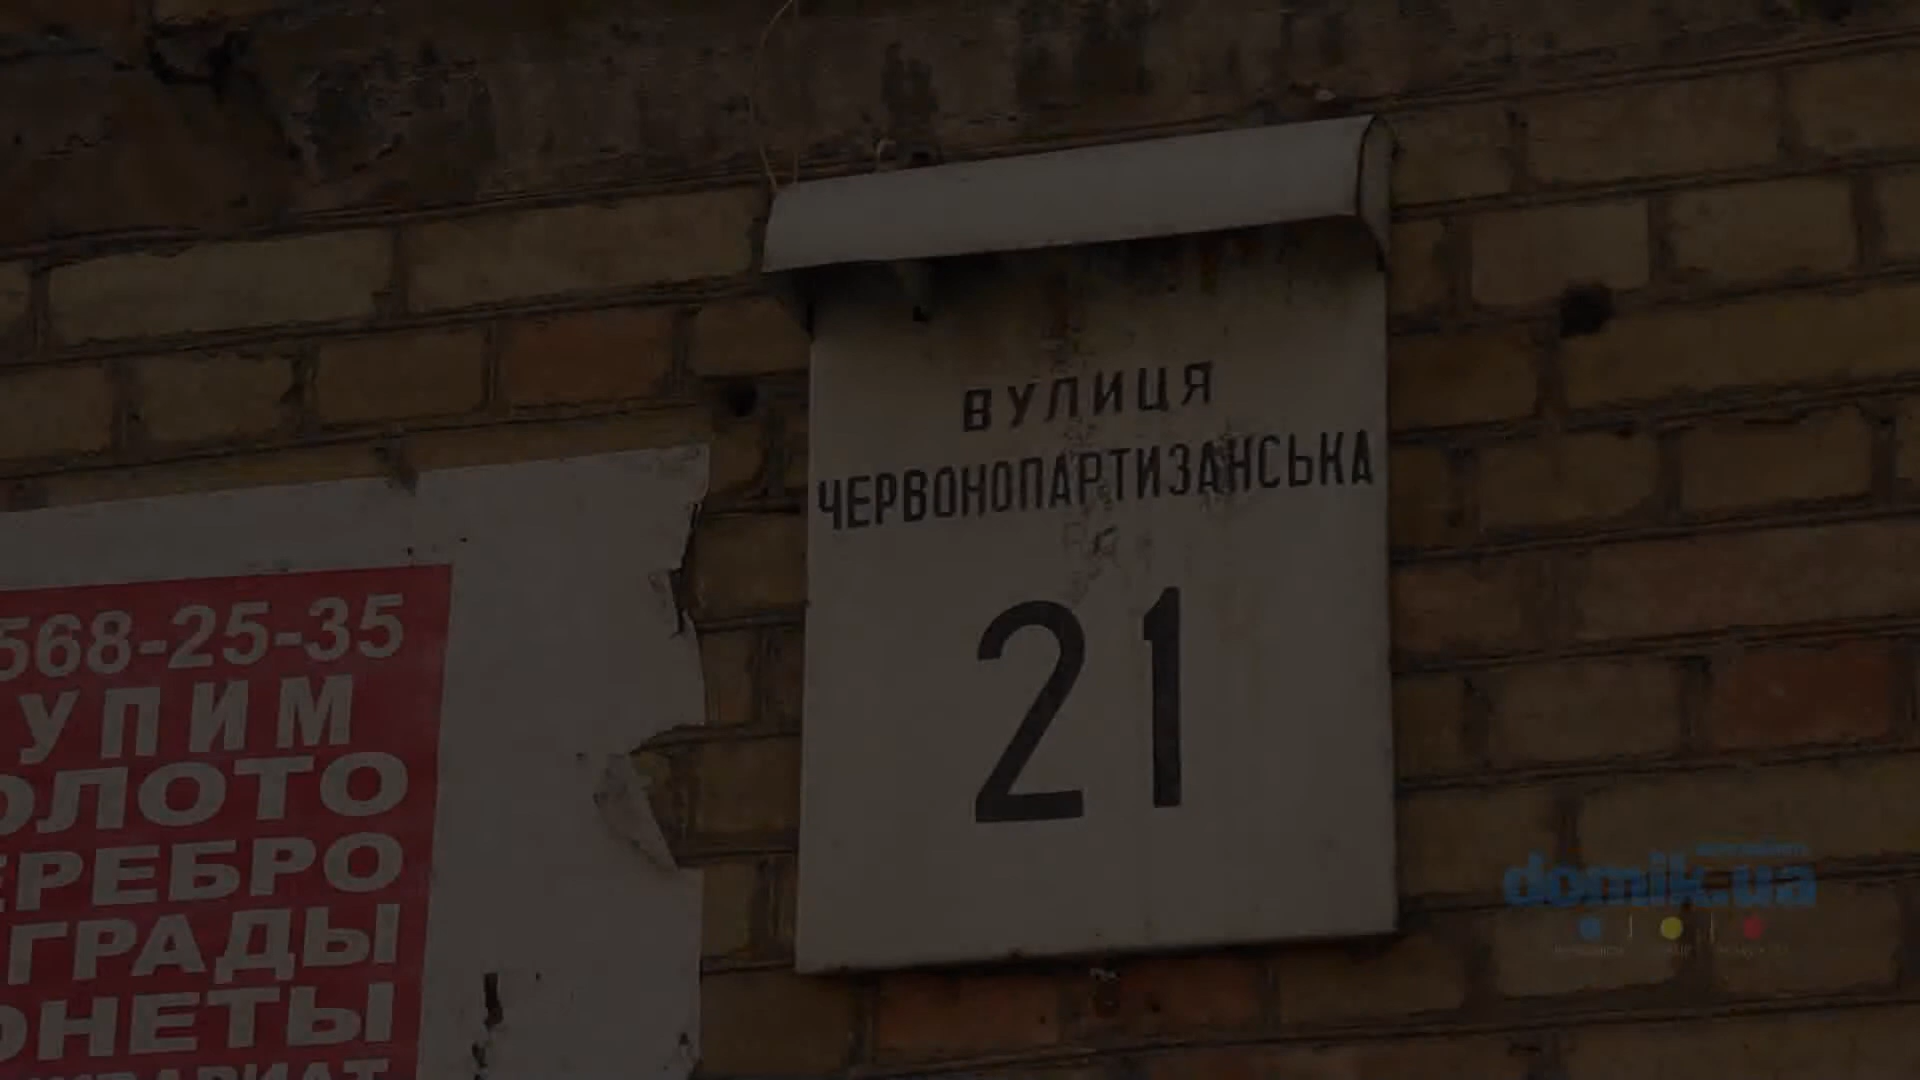 ВУЛИЦЯ
ЧЕРВОНОПАРТИЗАНСЬКА
21
568-25-35
УПИМ
ОЛОТО
ЕРЕБРО
ГРАДЫ
ОНЕТЫ
domik.ua